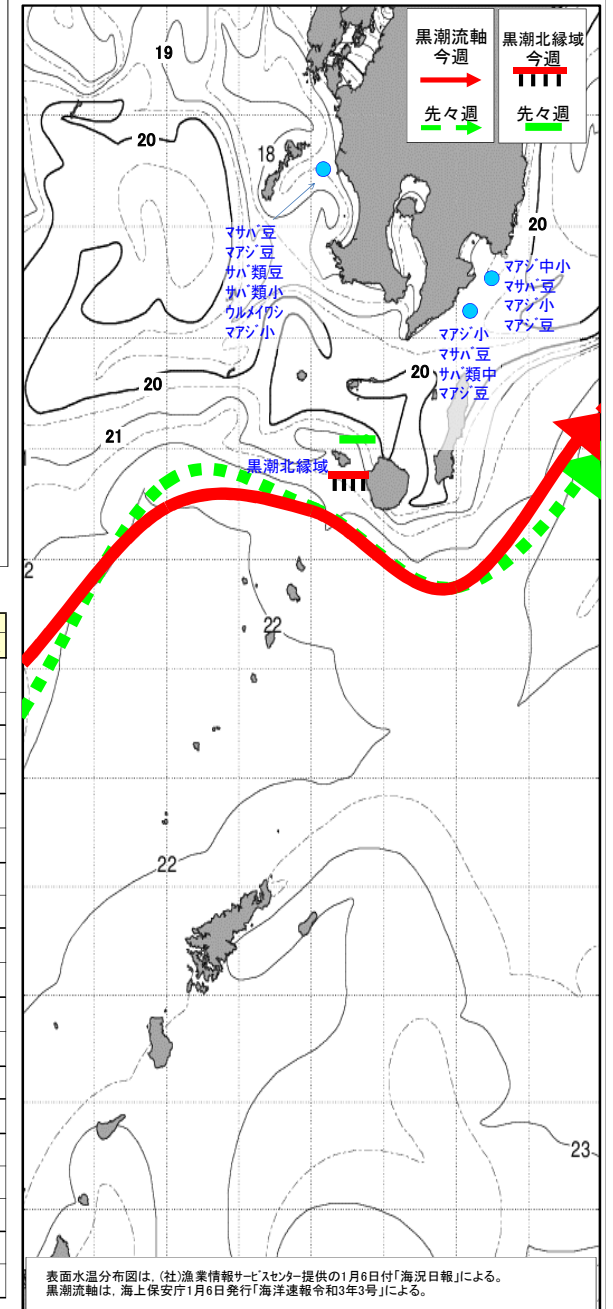 黒潮流軸
今週
先々週
黒潮北縁域
今週
先々週
19
20
18
20
マサバ豆
マアジ豆
サバ類豆
サバ類小
ウルメイワシ
マアジ小
マアジ中小
マサバ豆
マアジ小
マアジ豆
マアジ小
マサバ豆
サバ類中
マアジ豆
20
20
21
黒潮北縁域
2
22
22
23
表面水温分布図は,(社)漁業情報サービスセンター提供の1月6日付「海況日報」による。
黒潮流軸は,海上保安庁1月6日発行「海洋速報令和3年3号」による。